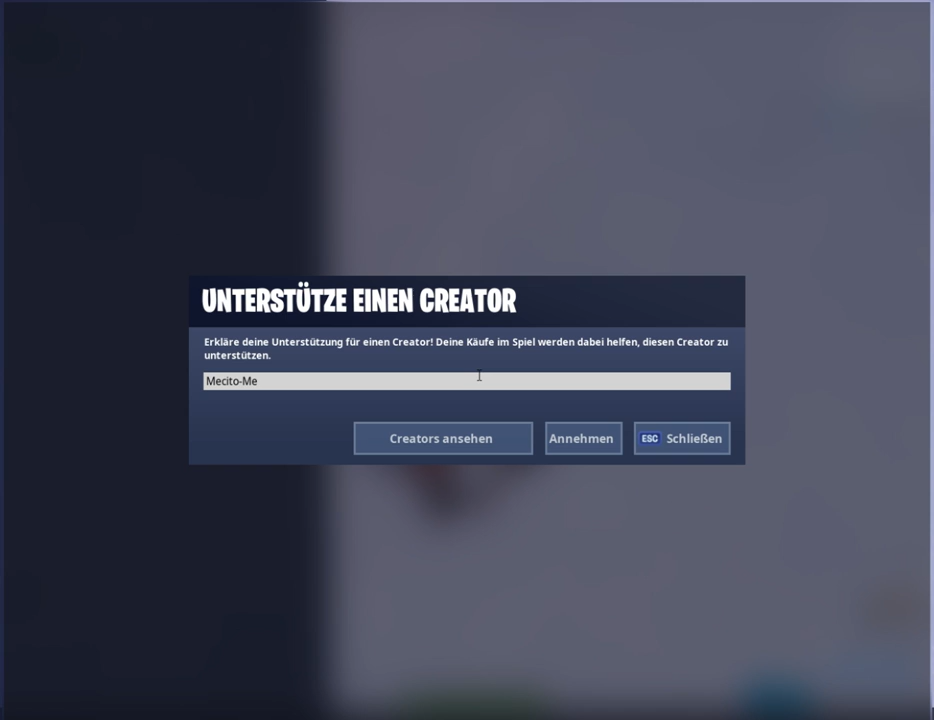 UNTERSTÜTZE EINEN CREATOR
Erkläre deine Unterstützung für einen Creator! Deine Käufe im Spiel werden dabei helfen, diesen Creator zu
unterstützen.
Mecito-Me
Creators ansehen
Annehmen
ESC Schließen